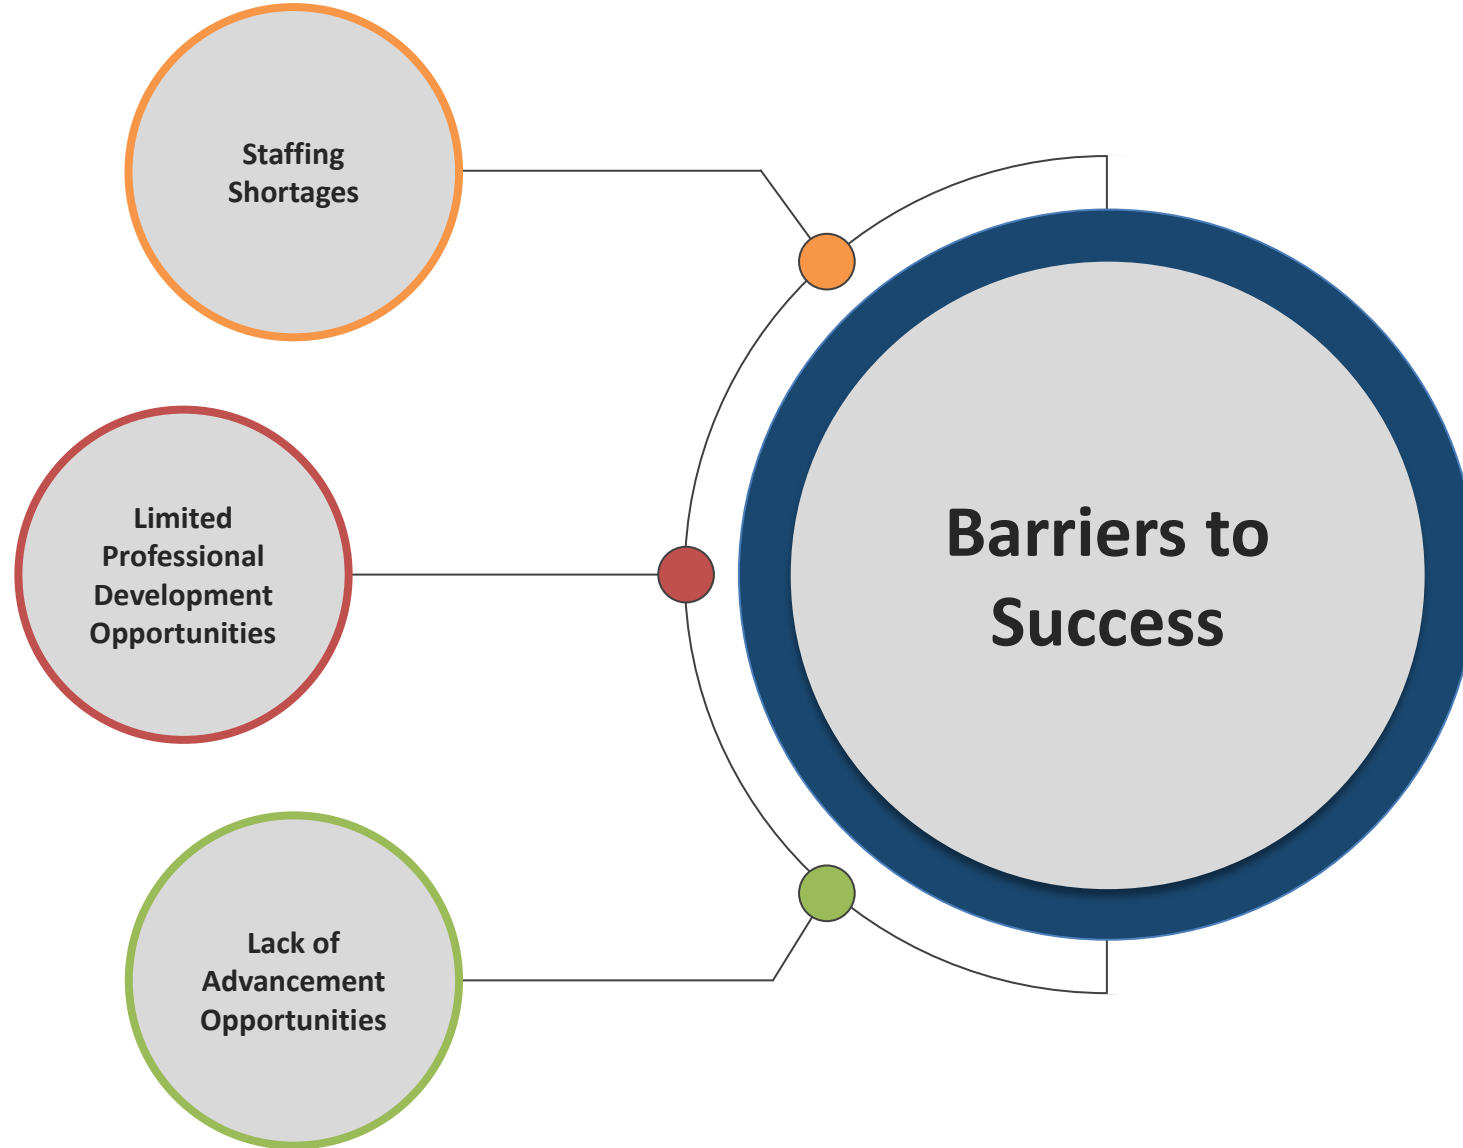 Staffing
Shortages
Limited
Professional
Development
Opportunities
Lack of
Advancement
Opportunities
Barriers to
Success